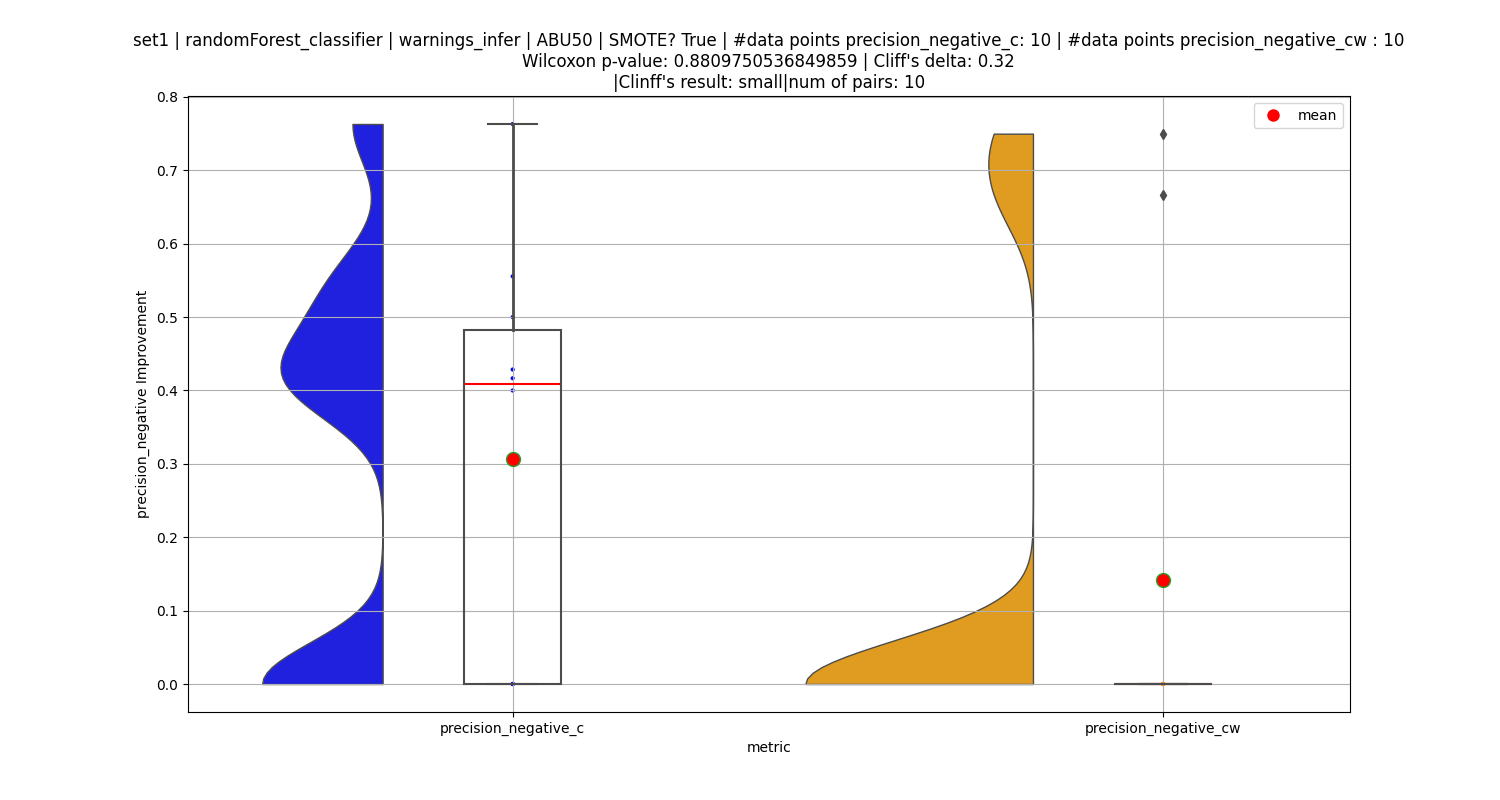 set1 | randomForest_classifier | warnings_infer | ABU50 | SMOTE? True | #data points precision_negative_c: 10 | #data points precision_negative_cw : 10
Wilcoxon p-value: 0.8809750536849859 | Cliff's delta: 0.32
|Clinff's result: small|num of pairs: 10
mean
0.8
0.7
0.6
0.5
0.4
0.3
0.2
0.1
0.0
precision_negative Improvement
precision_negative_c
precision_negative_cw
metric